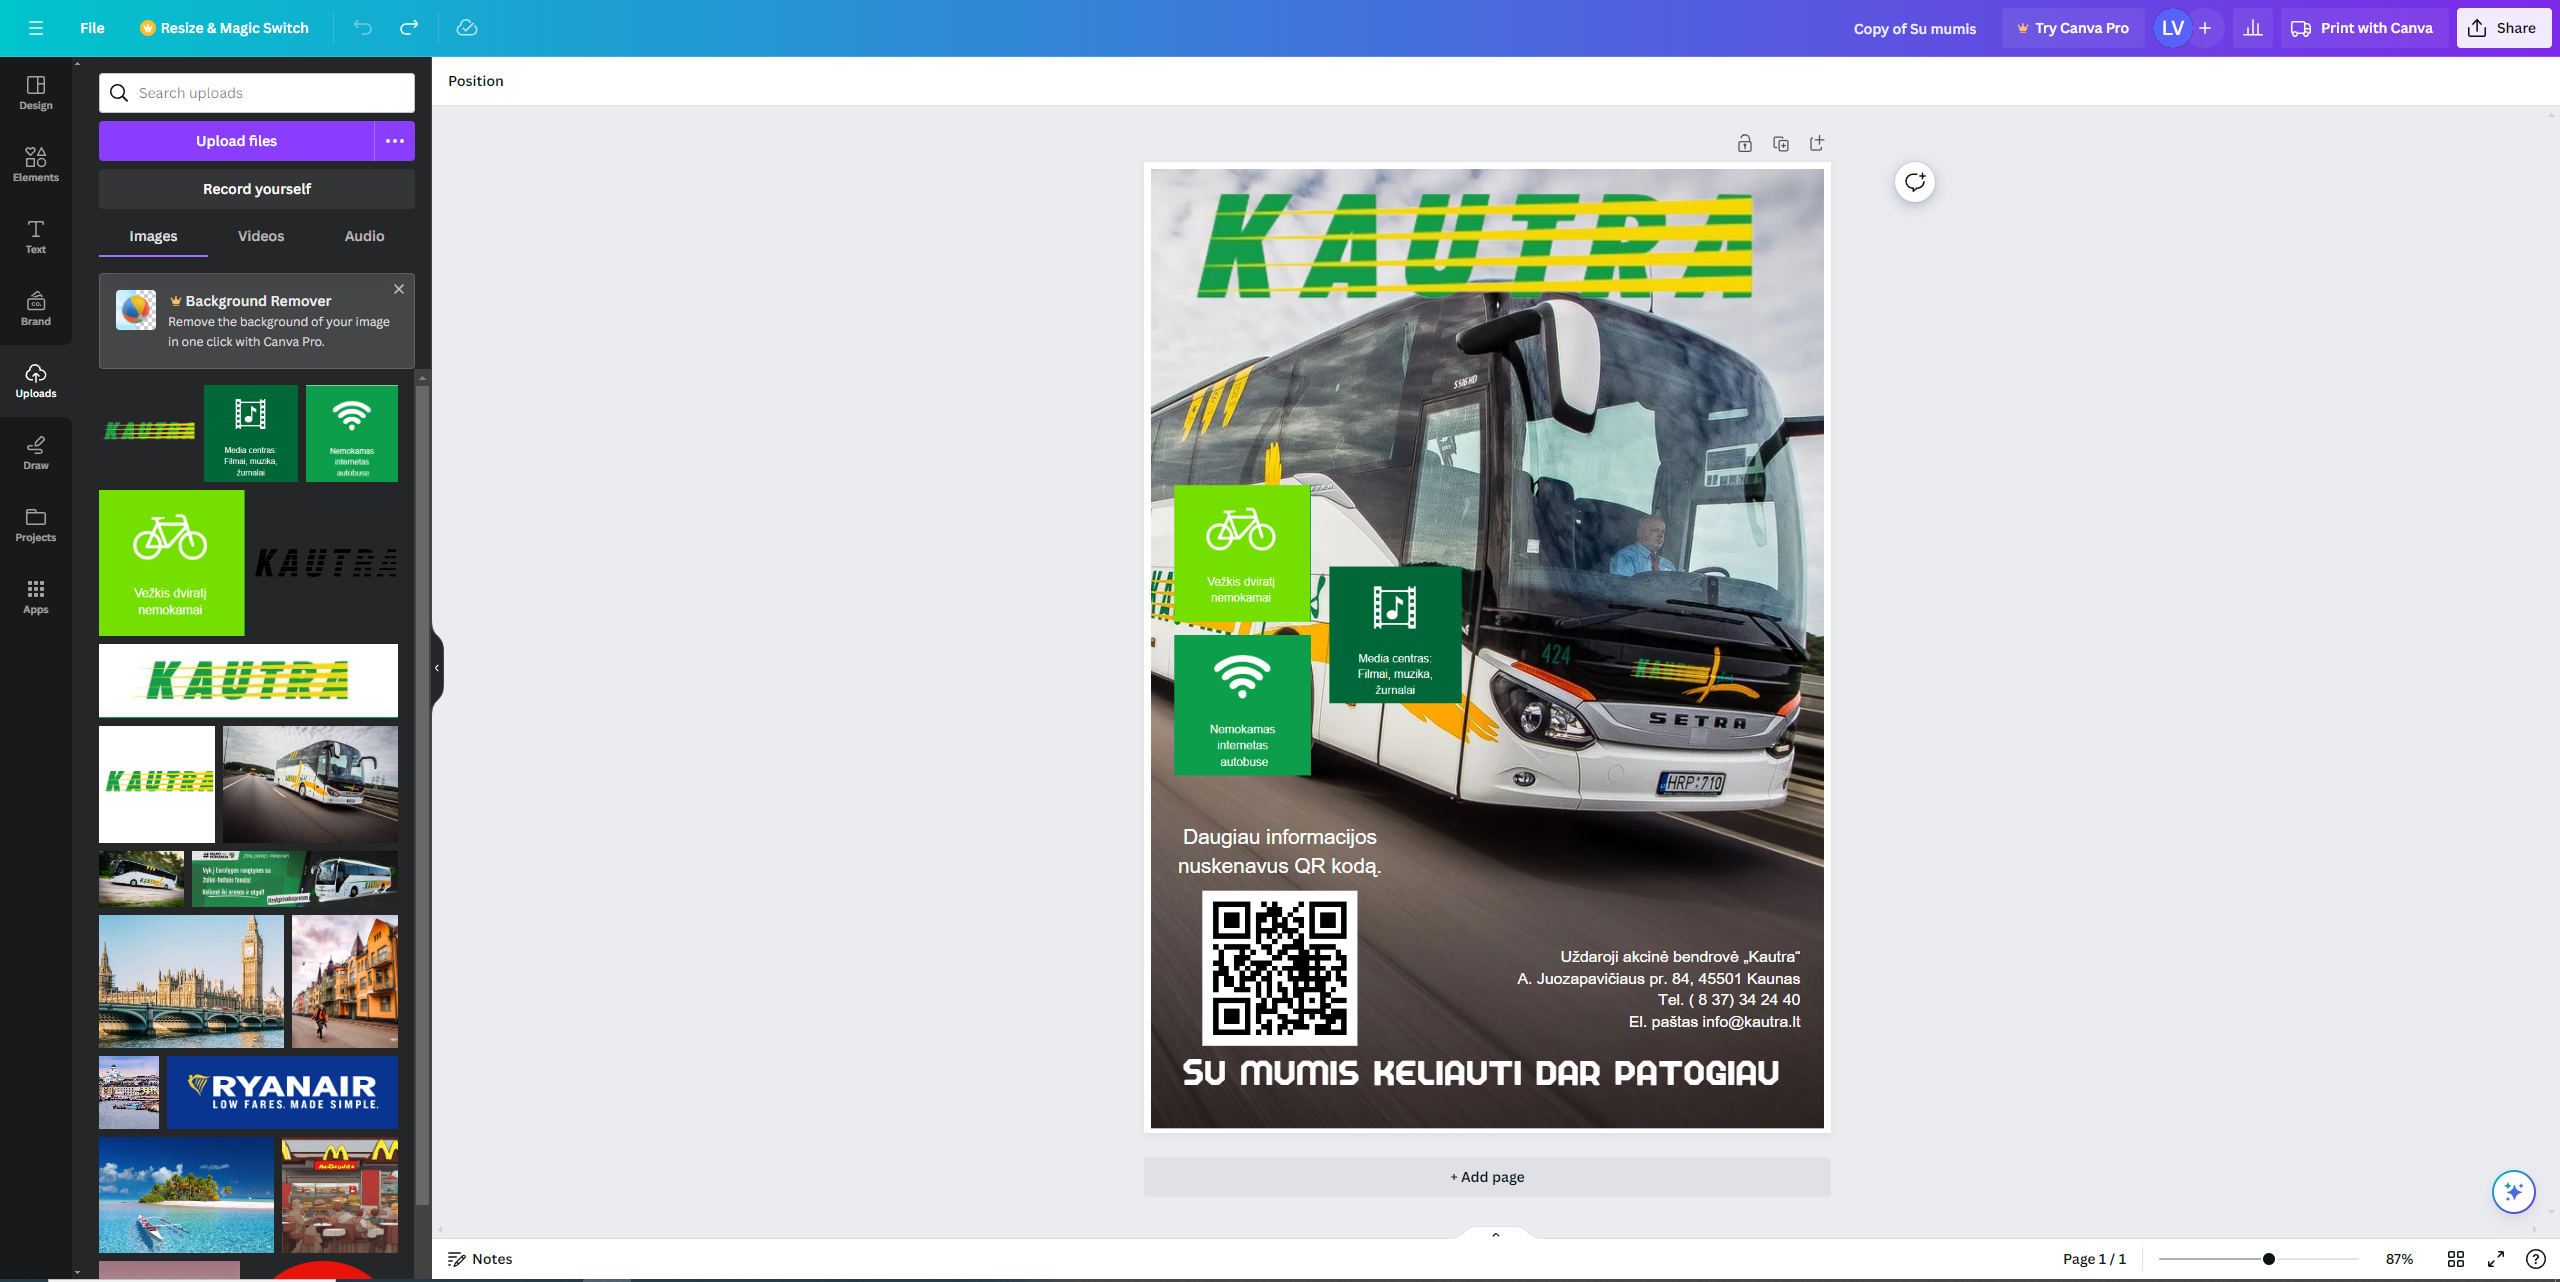 File
Resize & Magic Switch
Copy of Su mumis
Try Canva Pro
LV
Print with Canva
Share
Position
Design
Elements
Text
Brand
Uploads
Draw
Projects
Apps
Search uploads
Upload files
Record yourself
Images
Videos
Audio
Background Remover
Remove the background of your image
in one click with Canva Pro.
KAUTRA
Media centras:
Filmai, muzika,
žurnalai
Nemokamas
internetas
autobuse
Vežkis dviratį
nemokamai
KAUTRA
KAUTRA
KAUTRA
RYANAIR
LOW FARES. MADE SIMPLE.
KAUTRA
S 516 HD
Vežkis dviratį
nemokamai
Media centras:
Filmai, muzika,
žurnalai
Nemokamas
internetas
autobuse
424
SETRA
HRP:710
Daugiau informacijos
nuskenavus QR kodą.
Uždaroji akcinė bendrovė „Kautra“
A. Juozapavičiaus pr. 84, 45501 Kaunas
Tel. ( 8 37) 34 24 40
El. paštas info@kautra.lt
SU MUMIS KELIAUTI DAR PATOGIAU
+ Add page
Notes
Page 1 / 1
87%